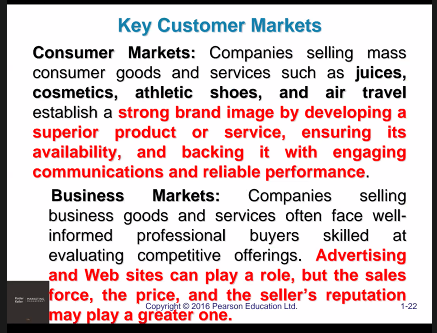 Key Customer Markets
Consumer Markets: Companies selling mass
consumer goods and services such as juices,
cosmetics, athletic shoes, and air travel
establish a strong brand image by developing a
superior product or service, ensuring its
availability, and backing it with engaging
communications and reliable performance.
Business Markets: Companies selling
business goods and services often face well-
informed professional buyers skilled at
evaluating competitive offerings. Advertising
and Web sites can play a role, but the sales
force, the price, and the seller's reputation
may play a greater one.
Copyright © 2016 Pearson Education Ltd.
1-22